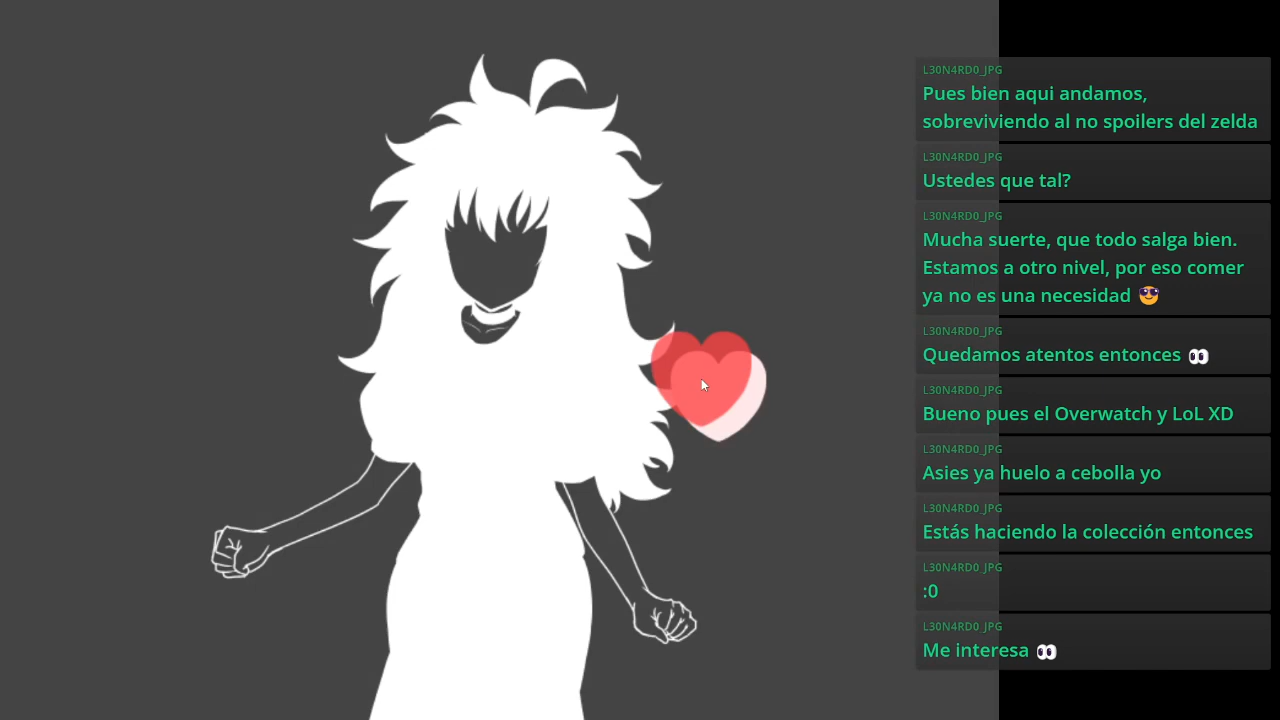 L30N4RD0_JPG
Pues bien aqui andamos,
sobreviviendo al no spoilers del zelda
L30N4RD0_JPG
Ustedes que tal?
L30N4RD0_JPG
Mucha suerte, que todo salga bien.
Estamos a otro nivel, por eso comer
ya no es una necesidad 😎
L30N4RD0_JPG
Quedamos atentos entonces 👀
L30N4RD0_JPG
Bueno pues el Overwatch y LoL XD
L30N4RD0_JPG
Asies ya huelo a cebolla yo
L30N4RD0_JPG
Estás haciendo la colección entonces
L30N4RD0_JPG
:0
L30N4RD0_JPG
Me interesa 👀